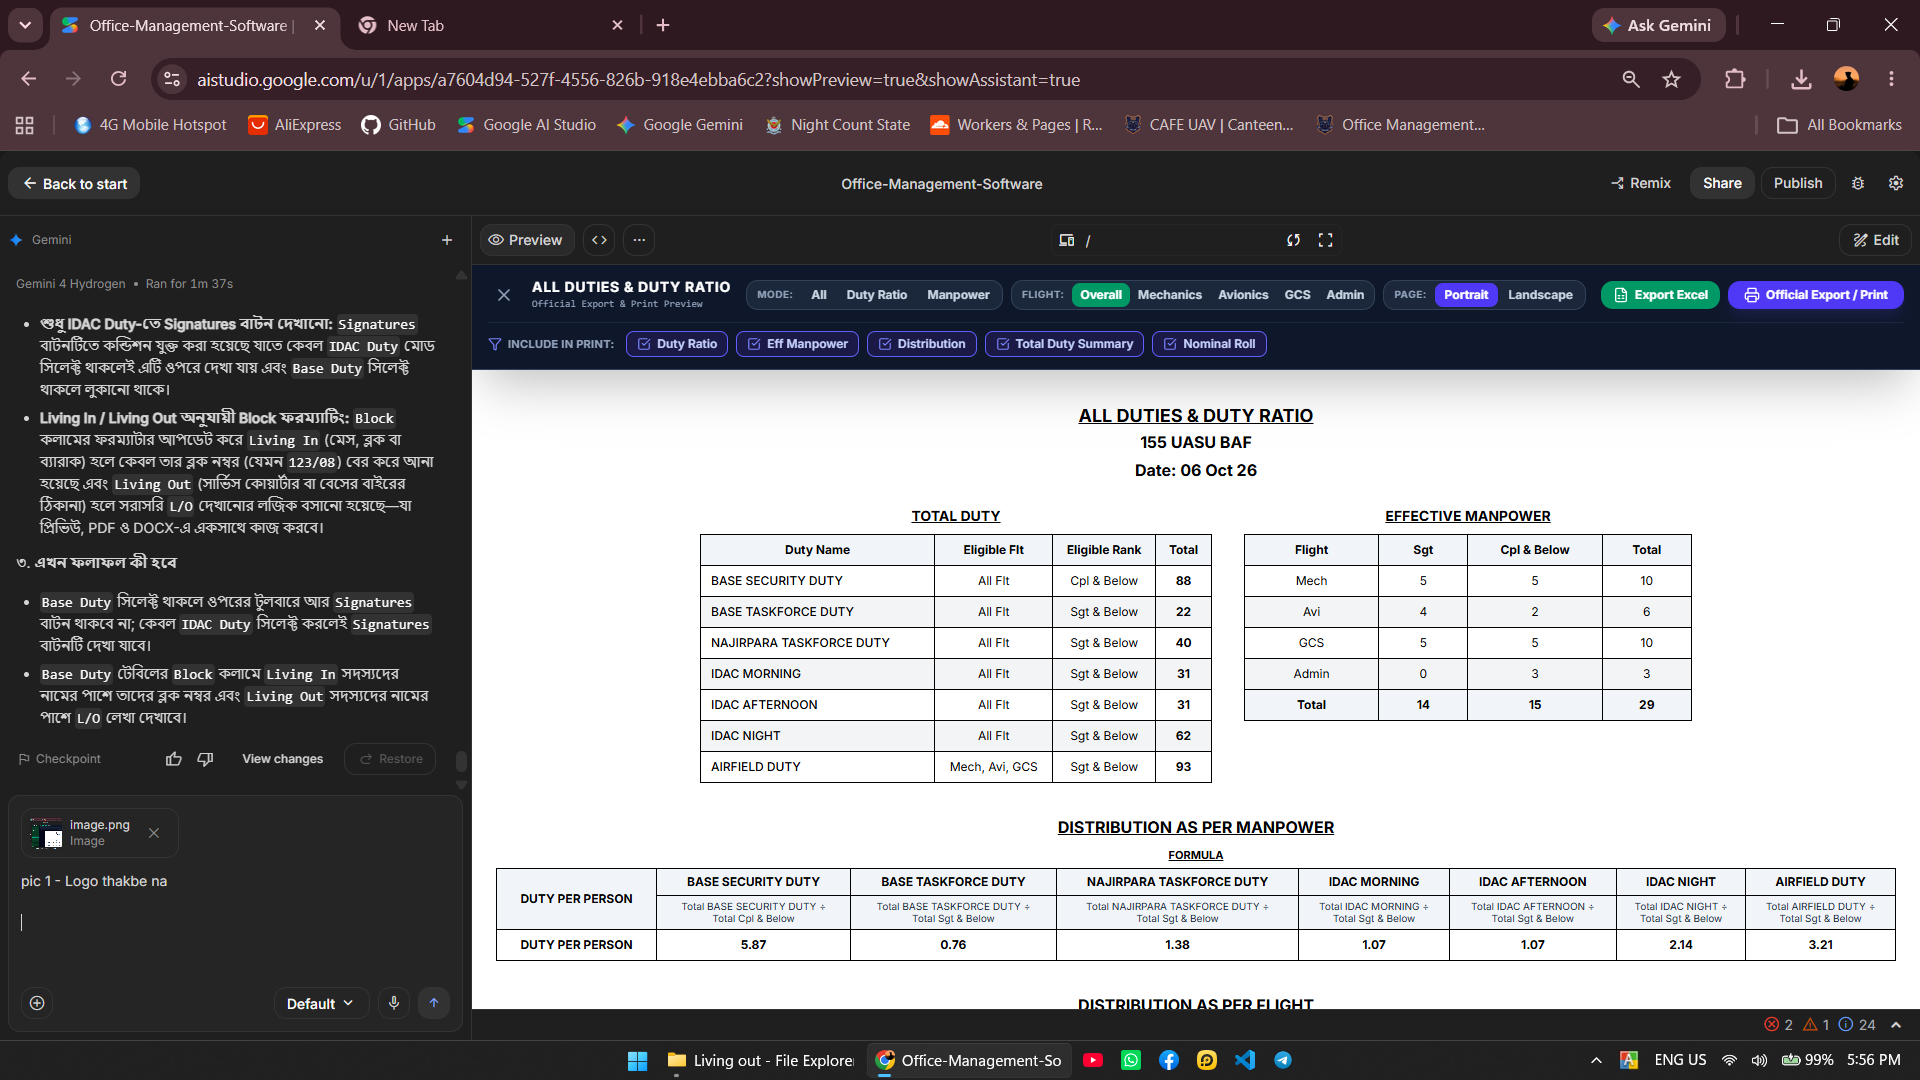 Office-Management-Software |
New Tab
Ask Gemini
aistudio.google.com/u/1/apps/a7604d94-527f-4556-826b-918e4ebba6c2?showPreview=true&showAssistant=true
4G Mobile Hotspot
AliExpress
GitHub
Google AI Studio
Google Gemini
Night Count State
Workers & Pages | R...
CAFE UAV | Canteen...
Office Management...
All Bookmarks
Back to start
Office-Management-Software
Remix
Share
Publish
Gemini
Gemini 4 Hydrogen • Ran for 1m 37s
• শুধু IDAC Duty-তে Signatures বাটন দেখানো: Signatures
বাটনটিতে কন্ডিশন যুক্ত করা হয়েছে যাতে কেবল IDAC Duty মোড
সিলেক্ট থাকলেই এটি ওপরে দেখা যায় এবং Base Duty সিলেক্ট
থাকলে লুকানো থাকে।
• Living In / Living Out অনুযায়ী Block ফরম্যাটিং: Block
কলামের ফরম্যাটার আপডেট করে Living In (মেস, ব্লক বা
ব্যারাক) হলে কেবল তার ব্লক নম্বর (যেমন 123/08) বের করে আনা
হয়েছে এবং Living Out (সার্ভিস কোয়ার্টার বা বেসের বাইরের
ঠিকানা) হলে সরাসরি L/O দেখানোর লজিক বসানো হয়েছে—যা
প্রিভিউ, PDF ও DOCX-এ একসাথে কাজ করবে।
৩. এখন ফলাফল কী হবে
• Base Duty সিলেক্ট থাকলে ওপরের টুলবারে আর Signatures
বাটন থাকবে না; কেবল IDAC Duty সিলেক্ট করলেই Signatures
বাটনটি দেখা যাবে।
• Base Duty টেবিলের Block কলামে Living In সদস্যদের
নামের পাশে তাদের ব্লক নম্বর এবং Living Out সদস্যদের নামের
পাশে L/O লেখা দেখাবে।
Checkpoint
View changes
Restore
image.png
Image
pic 1 - Logo thakbe na
Default
Preview
/
Edit
ALL DUTIES & DUTY RATIO
Official Export & Print Preview
MODE: All Duty Ratio Manpower
FLIGHT: Overall Mechanics Avionics GCS Admin
PAGE: Portrait Landscape
Export Excel
Official Export / Print
INCLUDE IN PRINT: Duty Ratio Eff Manpower Distribution Total Duty Summary Nominal Roll
ALL DUTIES & DUTY RATIO
155 UASU BAF
Date: 06 Oct 26
TOTAL DUTY
Duty Name Eligible Flt Eligible Rank Total
BASE SECURITY DUTY All Flt Cpl & Below 88
BASE TASKFORCE DUTY All Flt Sgt & Below 22
NAJIRPARA TASKFORCE DUTY All Flt Sgt & Below 40
IDAC MORNING All Flt Sgt & Below 31
IDAC AFTERNOON All Flt Sgt & Below 31
IDAC NIGHT All Flt Sgt & Below 62
AIRFIELD DUTY Mech, Avi, GCS Sgt & Below 93
EFFECTIVE MANPOWER
Flight Sgt Cpl & Below Total
Mech 5 5 10
Avi 4 2 6
GCS 5 5 10
Admin 0 3 3
Total 14 15 29
DISTRIBUTION AS PER MANPOWER
FORMULA
DUTY PER PERSON BASE SECURITY DUTY BASE TASKFORCE DUTY NAJIRPARA TASKFORCE DUTY IDAC MORNING IDAC AFTERNOON IDAC NIGHT AIRFIELD DUTY
Total BASE SECURITY DUTY ÷ Total BASE TASKFORCE DUTY ÷ Total NAJIRPARA TASKFORCE DUTY ÷ Total IDAC MORNING ÷ Total IDAC AFTERNOON ÷ Total IDAC NIGHT ÷ Total AIRFIELD DUTY ÷
Total Cpl & Below Total Sgt & Below Total Sgt & Below Total Sgt & Below Total Sgt & Below Total Sgt & Below Total Sgt & Below
DUTY PER PERSON 5.87 0.76 1.38 1.07 1.07 2.14 3.21
DISTRIBUTION AS PER FLIGHT
2 1 24
Living out - File Explorer
Office-Management-So
ENG US
99%
5:56 PM